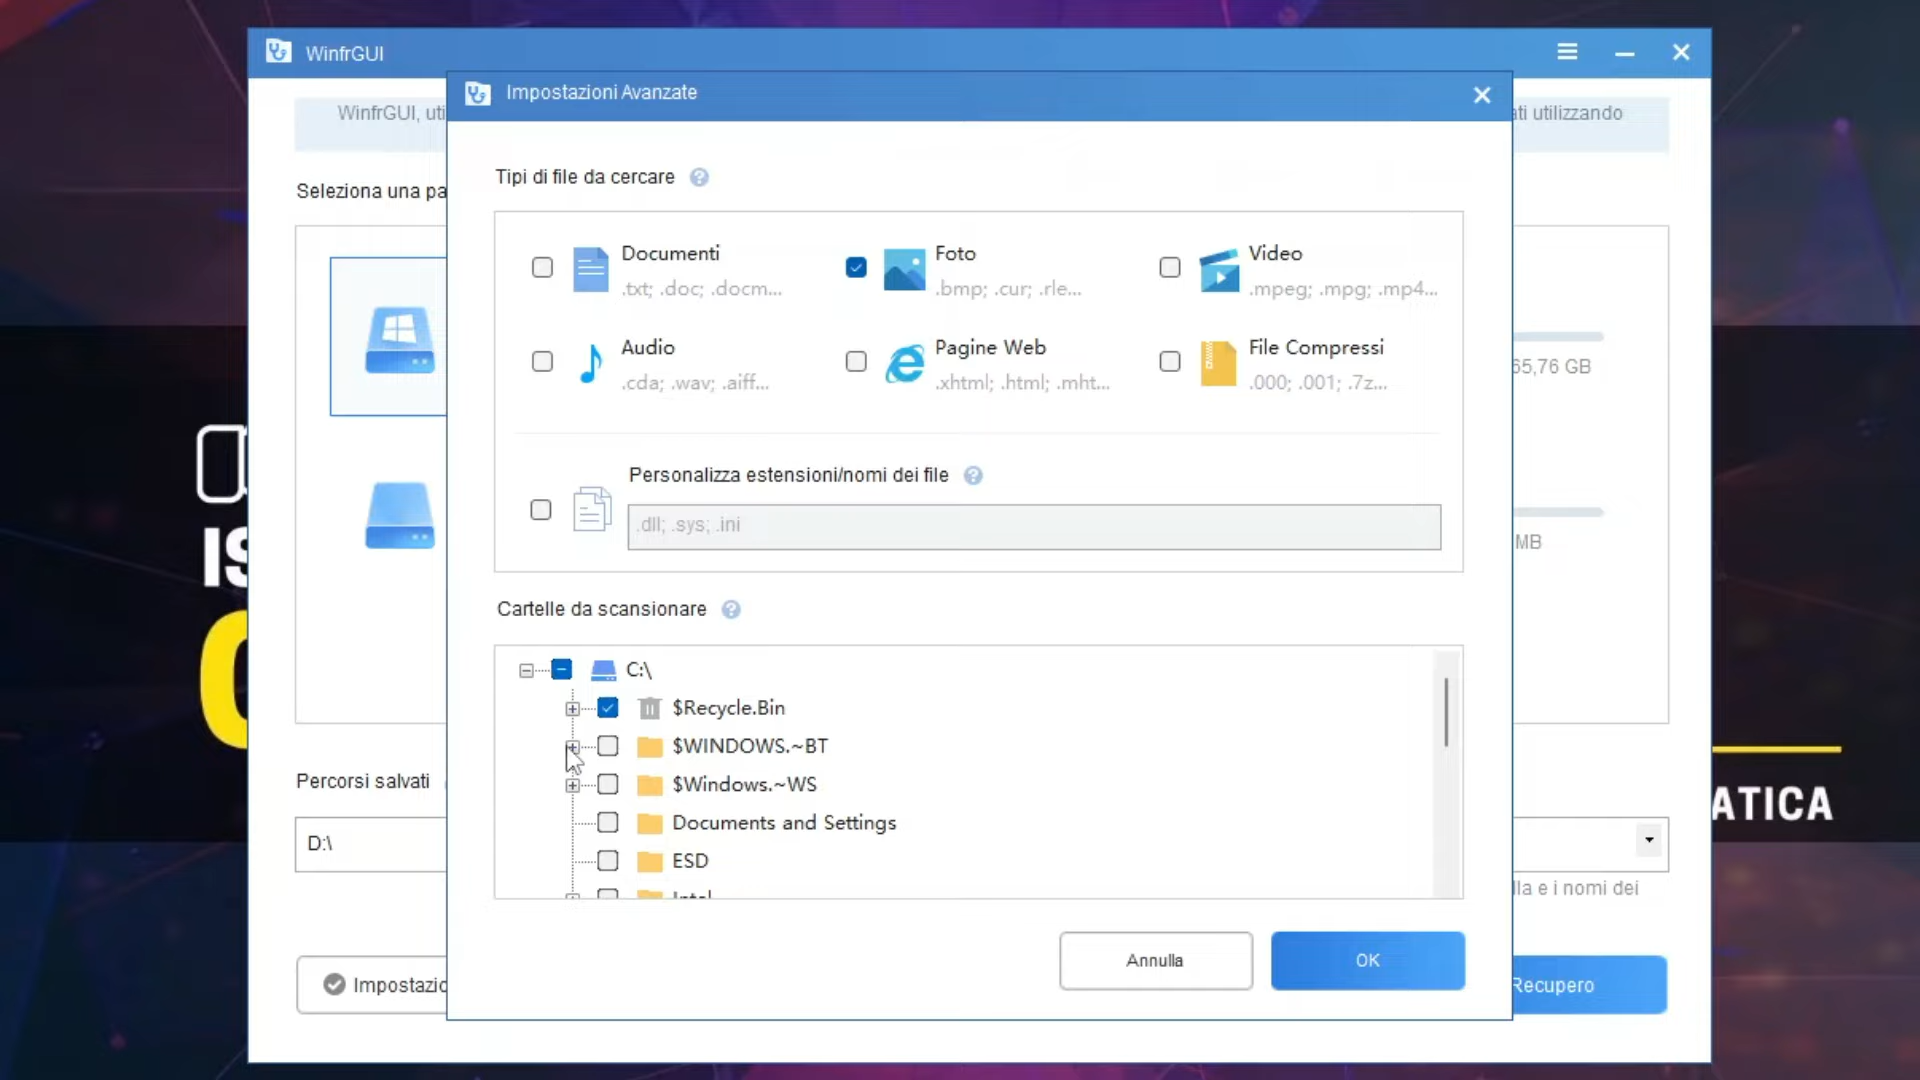 WinfrGUI
Impostazioni Avanzate
WinfrGUI, uti
ati utilizzando
Tipi di file da cercare
Seleziona una pa
Documenti
.txt; .doc; .docm...
Foto
.bmp; .cur; .rle...
Video
.mpeg; .mpg; .mp4...
Audio
.cda; .wav; .aiff...
Pagine Web
.xhtml; .html; .mht...
File Compressi
.000; .001; .7z...
65,76 GB
Personalizza estensioni/nomi dei file
.dll; .sys; .ini
MB
Cartelle da scansionare
C:\
$Recycle.Bin
$WINDOWS.~BT
$Windows.~WS
Documents and Settings
ESD
Intel
Percorsi salvati
D:\
lla e i nomi dei
ATICA
Annulla
OK
Impostazio
Recupero